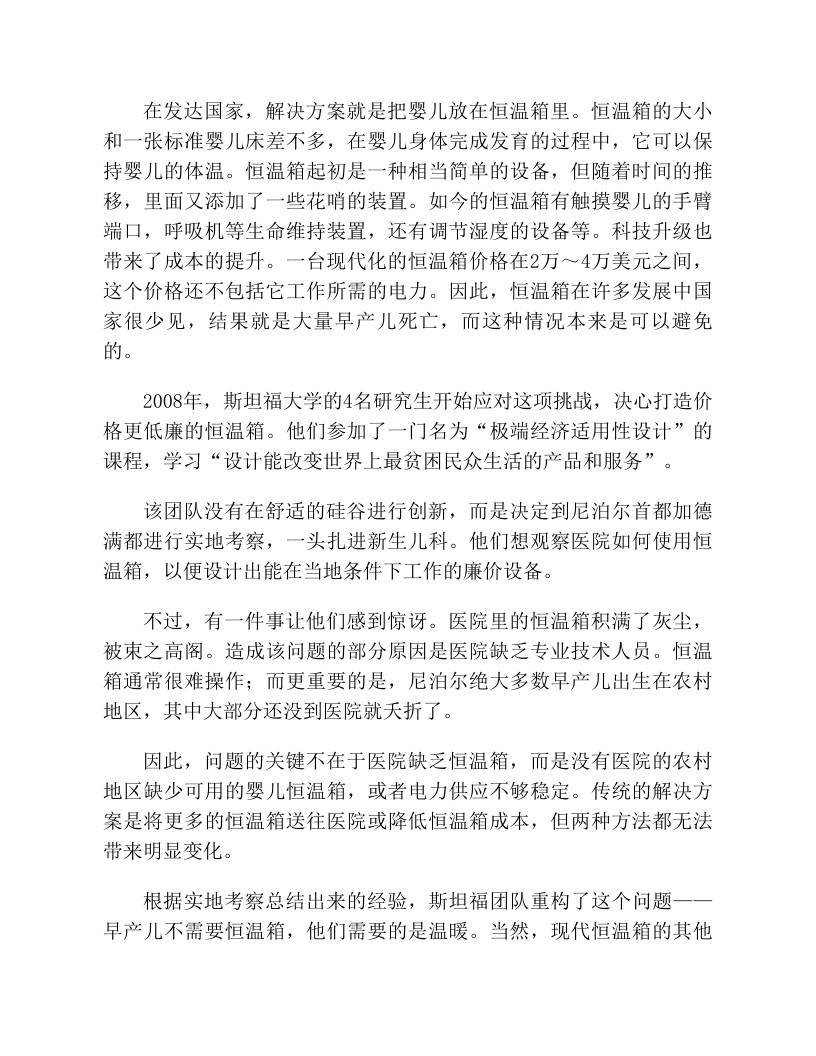 在发达国家，解决方案就是把婴儿放在恒温箱里。恒温箱的大小
和一张标准婴儿床差不多，在婴儿身体完成发育的过程中，它可以保
持婴儿的体温。恒温箱起初是一种相当简单的设备，但随着时间的推
移，里面又添加了一些花哨的装置。如今的恒温箱有触摸婴儿的手臂
端口，呼吸机等生命维持装置，还有调节湿度的设备等。科技升级也
带来了成本的提升。一台现代化的恒温箱价格在2万～4万美元之间，
这个价格还不包括它工作所需的电力。因此，恒温箱在许多发展中国
家很少见，结果就是大量早产儿死亡，而这种情况本来是可以避免
的。
2008年，斯坦福大学的4名研究生开始应对这项挑战，决心打造价
格更低廉的恒温箱。他们参加了一门名为“极端经济适用性设计”的
课程，学习“设计能改变世界上最贫困民众生活的产品和服务”。
该团队没有在舒适的硅谷进行创新，而是决定到尼泊尔首都加德
满都进行实地考察，一头扎进新生儿科。他们想观察医院如何使用恒
温箱，以便设计出能在当地条件下工作的廉价设备。
不过，有一件事让他们感到惊讶。医院里的恒温箱积满了灰尘，
被束之高阁。造成该问题的部分原因是医院缺乏专业技术人员。恒温
箱通常很难操作；而更重要的是，尼泊尔绝大多数早产儿出生在农村
地区，其中大部分还没到医院就夭折了。
因此，问题的关键不在于医院缺乏恒温箱，而是没有医院的农村
地区缺少可用的婴儿恒温箱，或者电力供应不够稳定。传统的解决方
案是将更多的恒温箱送往医院或降低恒温箱成本，但两种方法都无法
带来明显变化。
根据实地考察总结出来的经验，斯坦福团队重构了这个问题——
早产儿不需要恒温箱，他们需要的是温暖。当然，现代恒温箱的其他